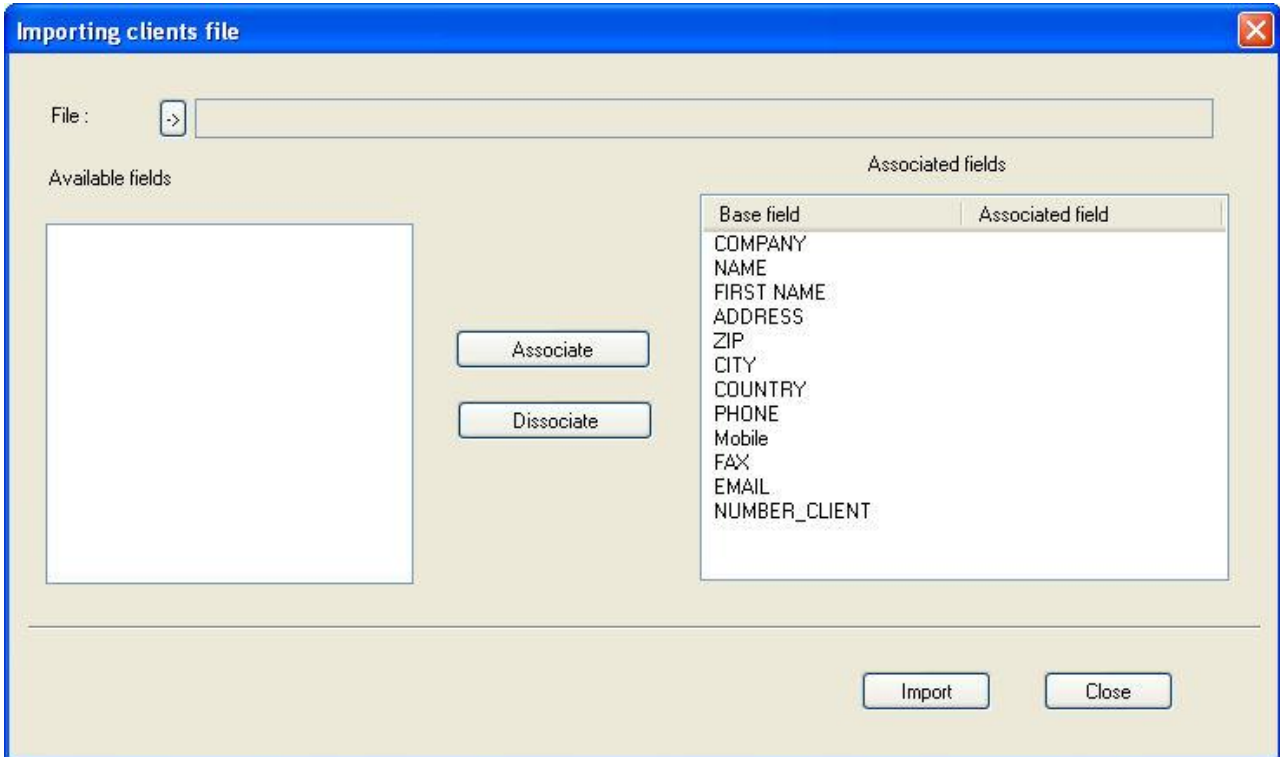 Importing clients file
File :
->
Available fields
Associated fields
Base field Associated field
COMPANY
NAME
FIRST NAME
ADDRESS
ZIP
CITY
COUNTRY
PHONE
Mobile
FAX
EMAIL
NUMBER_CLIENT
Associate
Dissociate
Import
Close